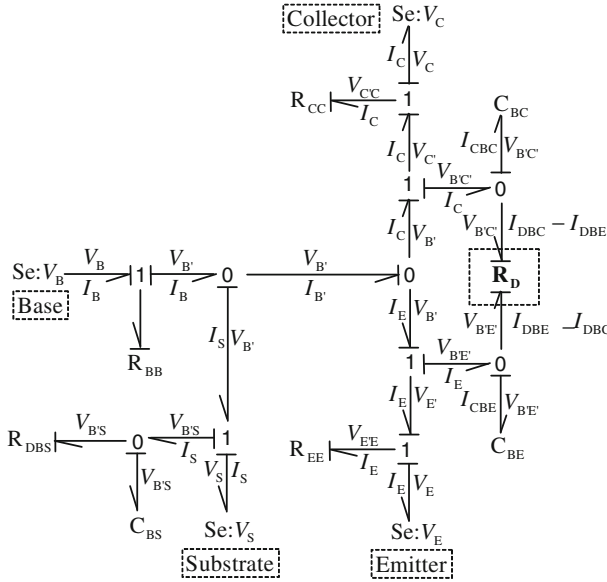 Collector Se:V_C
I_C V_C
R_CC V_C'C I_C 1
C_BC
I_C V_C'
I_CBC V_B'C'
1 V_B'C' I_C 0
I_C V_B'
V_B'C' I_DBC – I_DBE
Se:V_B V_B I_B 1 V_B' I_B 0 V_B' I_B' 0
R_D
Base
I_E V_B'
V_B'E' I_DBE – I_DBC
R_BB
I_S V_B'
1 V_B'E' I_E 0
I_E V_E'
I_CBE V_B'E'
R_DBS V_B'S 0 V_B'S I_S 1
R_EE V_E'E I_E 1
C_BE
V_B'S
V_S I_S
I_E V_E
C_BS
Se:V_S
Se:V_E
Substrate
Emitter